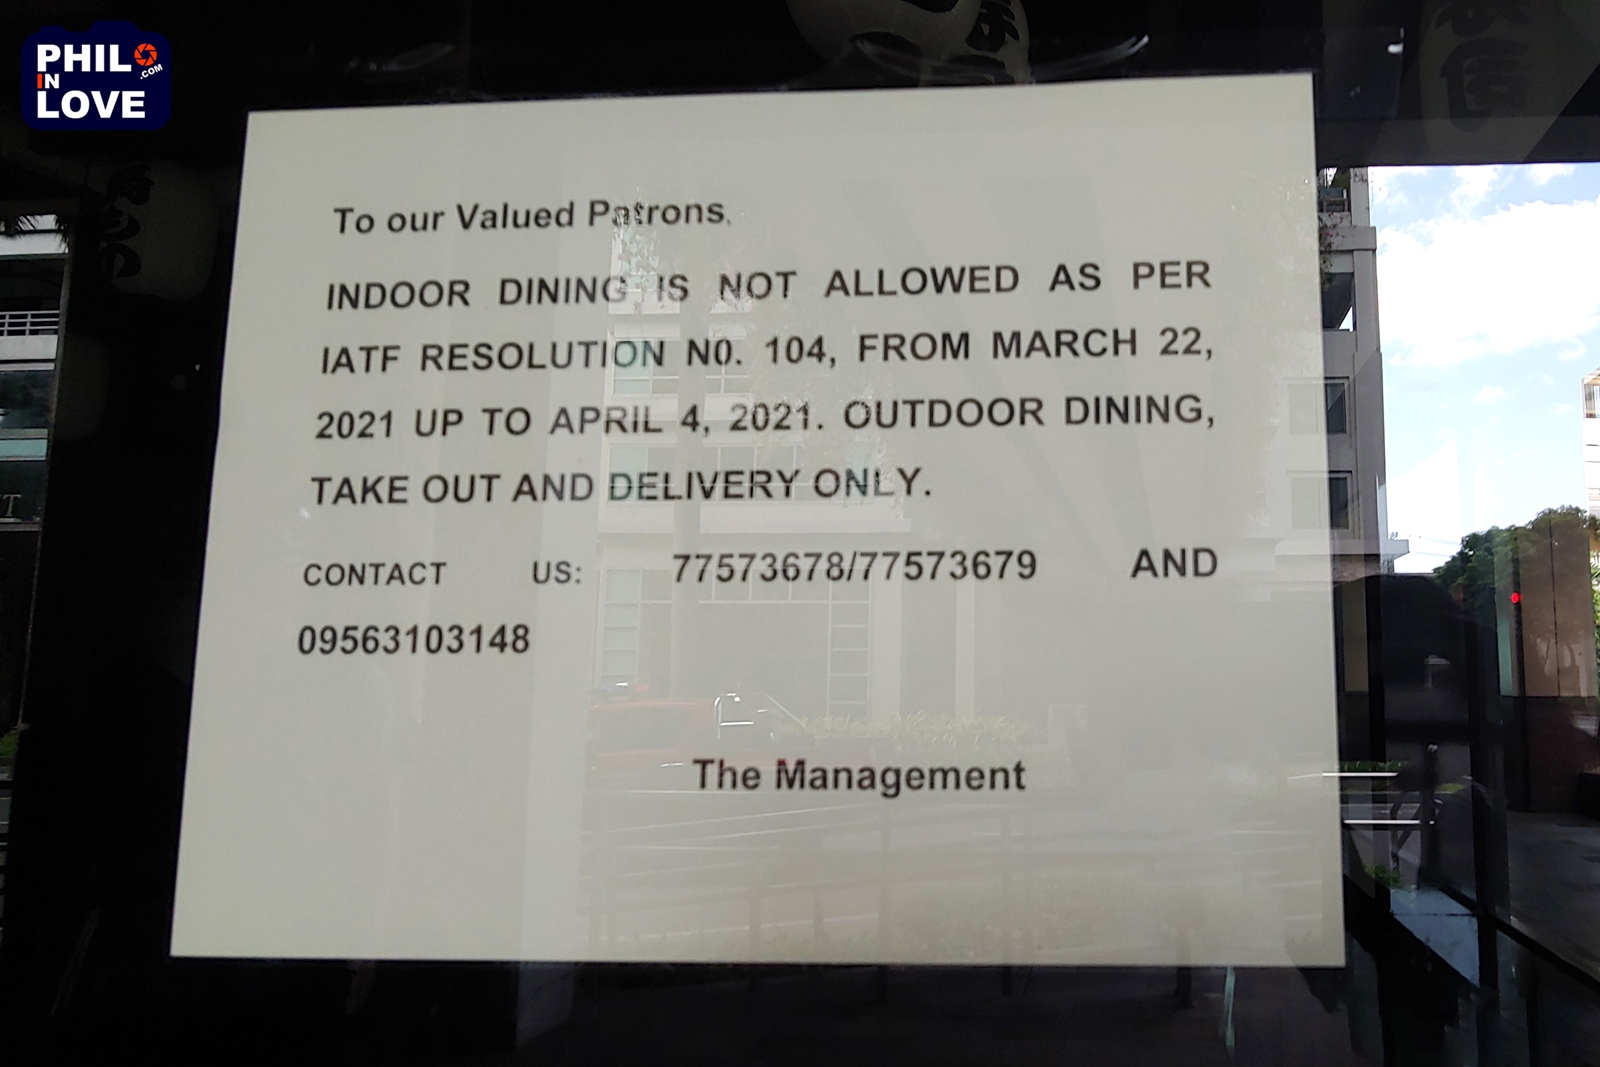 PHIL
IN
.COM
LOVE
To our Valued Patrons,
INDOOR DINING IS NOT ALLOWED AS PER
IATF RESOLUTION N0. 104, FROM MARCH 22,
2021 UP TO APRIL 4, 2021. OUTDOOR DINING,
TAKE OUT AND DELIVERY ONLY.
CONTACT US: 77573678/77573679 AND
09563103148
The Management